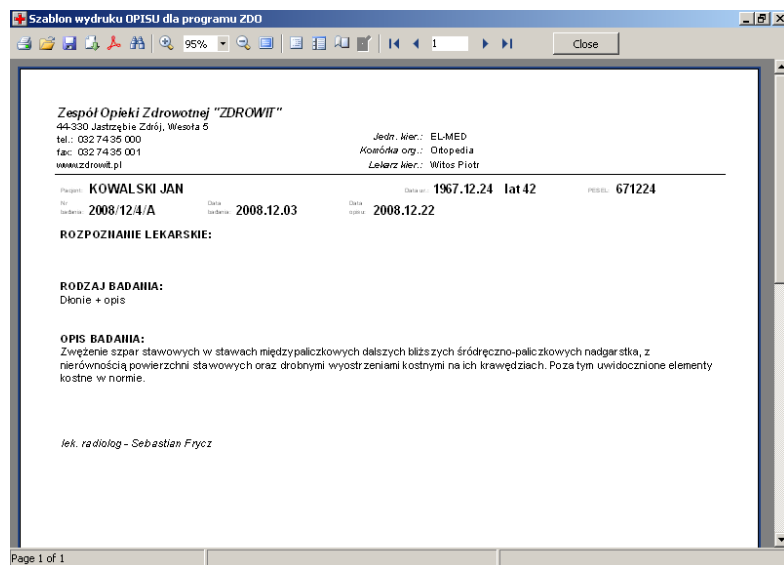 Szablon wydruku OPISU dla programu ZDO
95%
1
Close
Zespół Opieki Zdrowotnej "ZDROWIT"
44-330 Jastrzębie Zdrój, Wesoła 5
tel.: 032 74 35 000
fax: 032 74 35 001
www.zdrowit.pl
Jedn. kier.: EL-MED
Komórka org.: Ortopedia
Lekarz kier.: Witos Piotr
Pacjent: KOWALSKI JAN
Data ur.: 1967.12.24 lat 42
PESEL: 671224
Nr badania: 2008/12/4/A
Data badania: 2008.12.03
Data opisu: 2008.12.22
ROZPOZNANIE LEKARSKIE:
RODZAJ BADANIA:
Dłonie + opis
OPIS BADANIA:
Zwężenie szpar stawowych w stawach międzypaliczkowych dalszych bliższych śródręczno-paliczkowych nadgarstka, z
nierównością powierzchni stawowych oraz drobnymi wyostrzeniami kostnymi na ich krawędziach. Poza tym uwidocznione elementy
kostne w normie.
lek. radiolog - Sebastian Frycz
Page 1 of 1